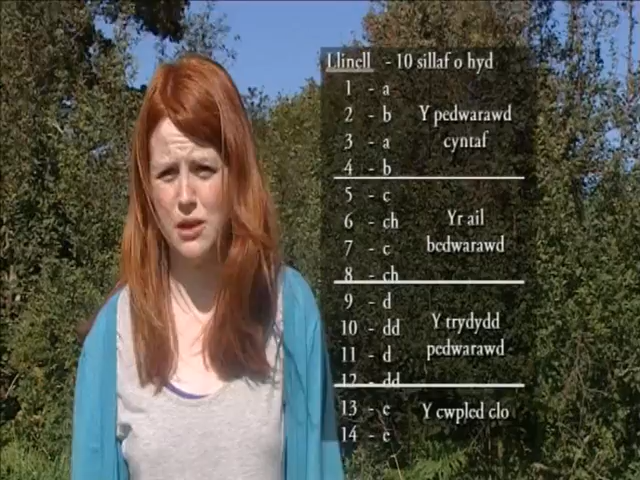 Llinell - 10 sillaf o hyd
1 - a
2 - b Y pedwarawd
3 - a cyntaf
4 - b
5 - c
6 - ch Yr ail
7 - c bedwarawd
8 - ch
9 - d
10 - dd Y trydydd
11 - d pedwarawd
12 - dd
13 - e Y cwpled clo
14 - e